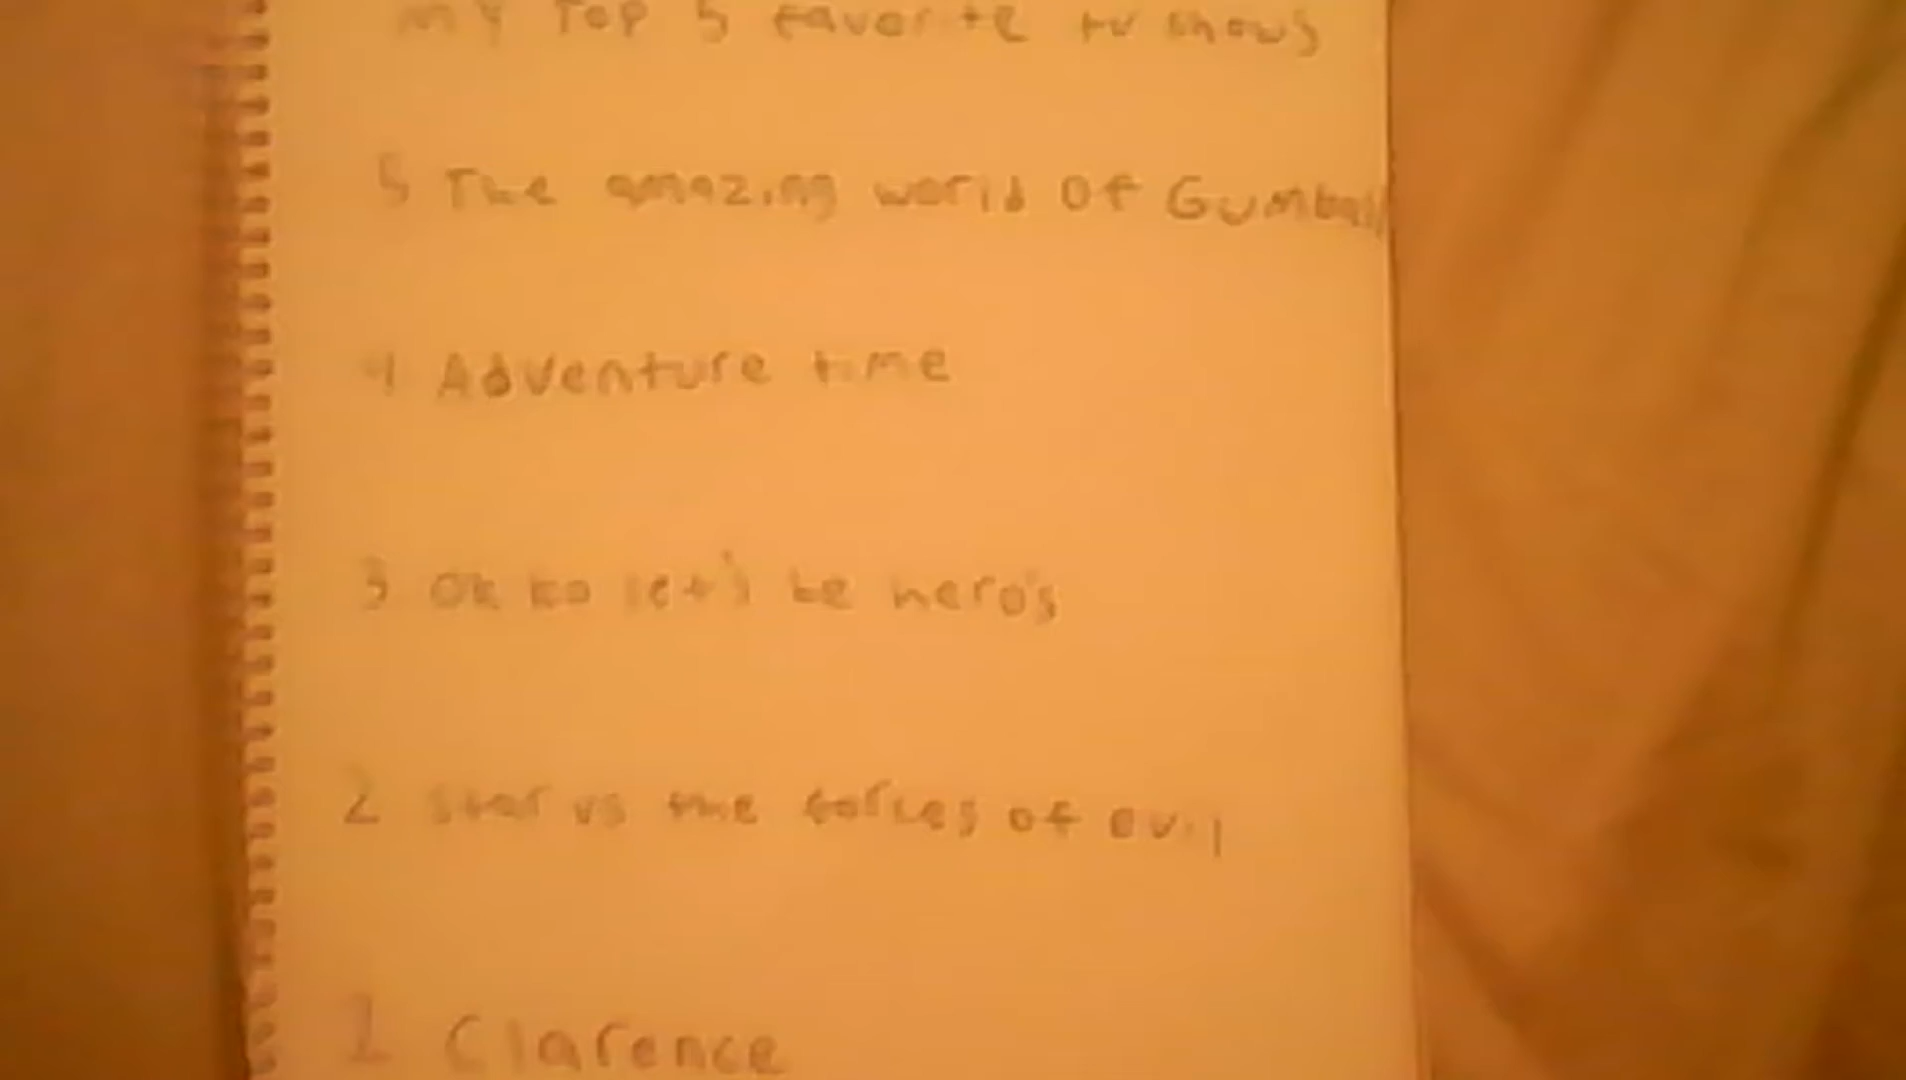 my Top 5 favorite tv shows
5 The amazing world of Gumball
4 Adventure time
3 Ok ko let's be hero's
2 Star vs the forces of evil
1 Clarence